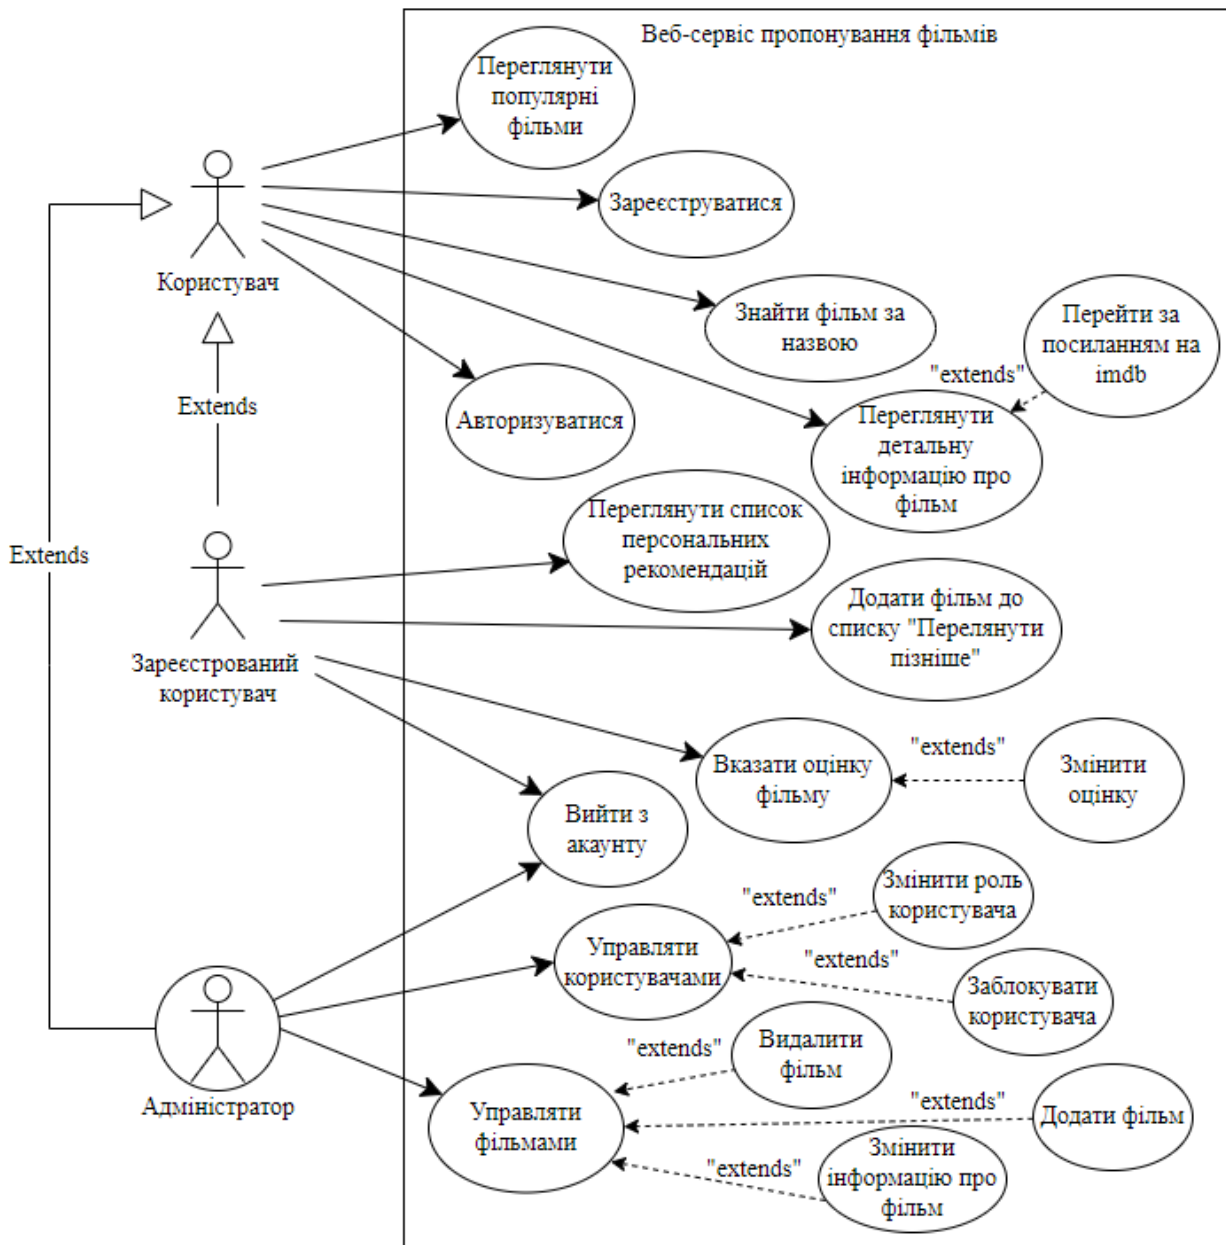 Веб-сервіс пропонування фільмів
Переглянути
популярні
фільми
Зареєструватися
Користувач
Знайти фільм за
назвою
Перейти за
посиланням на
imdb
"extends"
Extends
Авторизуватися
Переглянути
детальну
інформацію про
фільм
Переглянути список
персональних
рекомендацій
Extends
Додати фільм до
списку "Перелянути
пізніше"
Зареєстрований
користувач
Вказати оцінку
фільму
"extends"
Змінити
оцінку
Вийти з
акаунту
Змінити роль
користувача
"extends"
Управляти
користувачами
"extends"
Заблокувати
користувача
Видалити
фільм
"extends"
Адміністратор
Управляти
фільмами
"extends"
Додати фільм
"extends"
Змінити
інформацію про
фільм